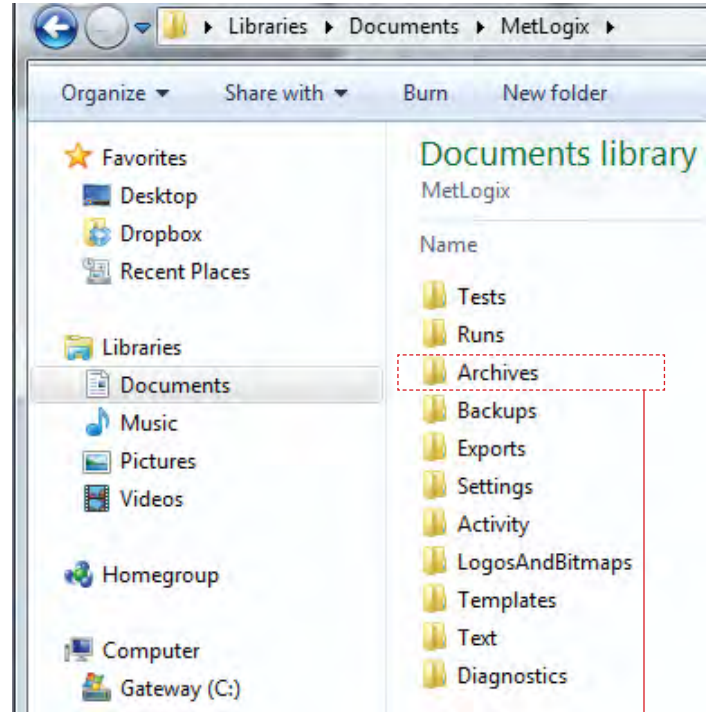 Libraries Documents MetLogix
Organize Share with Burn New folder
Favorites
Desktop
Dropbox
Recent Places
Libraries
Documents
Music
Pictures
Videos
Homegroup
Computer
Gateway (C:)
Documents library
MetLogix
Name
Tests
Runs
Archives
Backups
Exports
Settings
Activity
LogosAndBitmaps
Templates
Text
Diagnostics